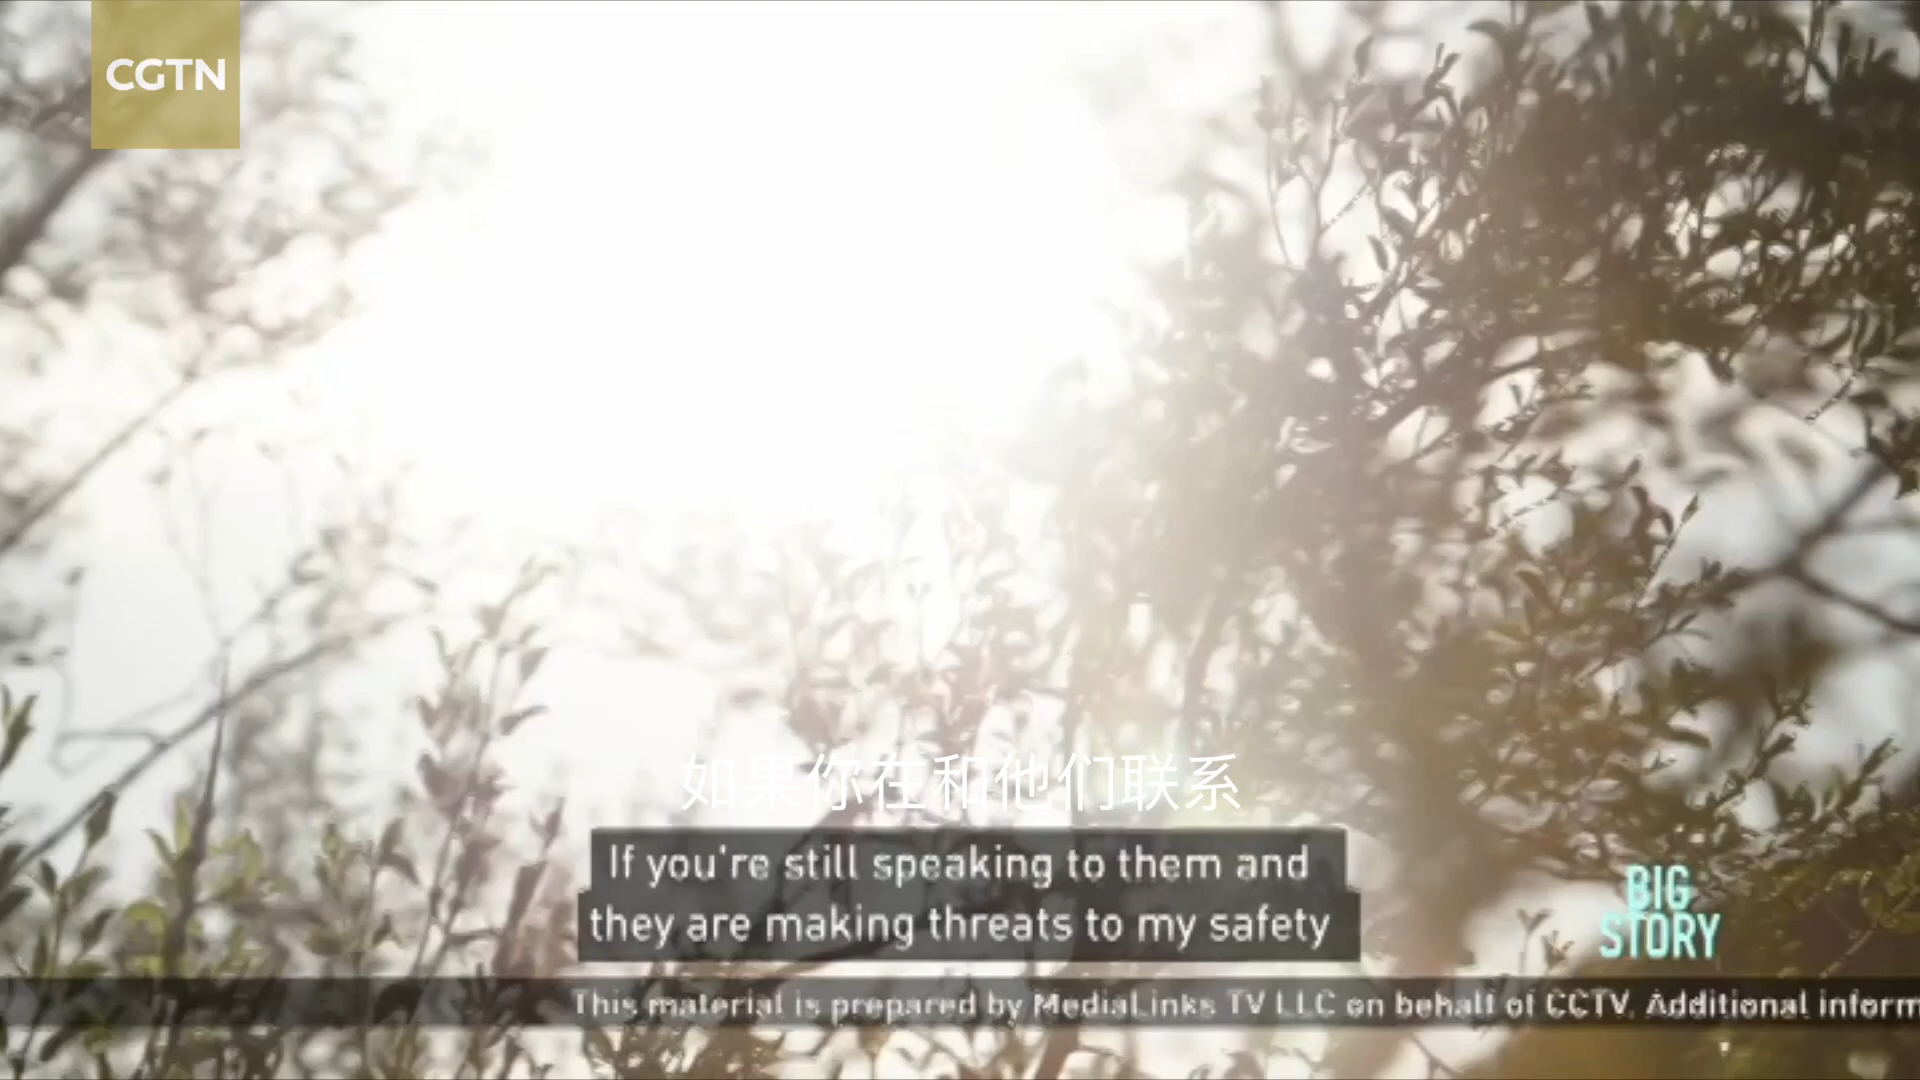 CGTN
如果你在和他们联系
If you're still speaking to them and
they are making threats to my safety
BIG
STORY
This material is prepared by MediaLinks TV LLC on behalf of CCTV. Additional inform